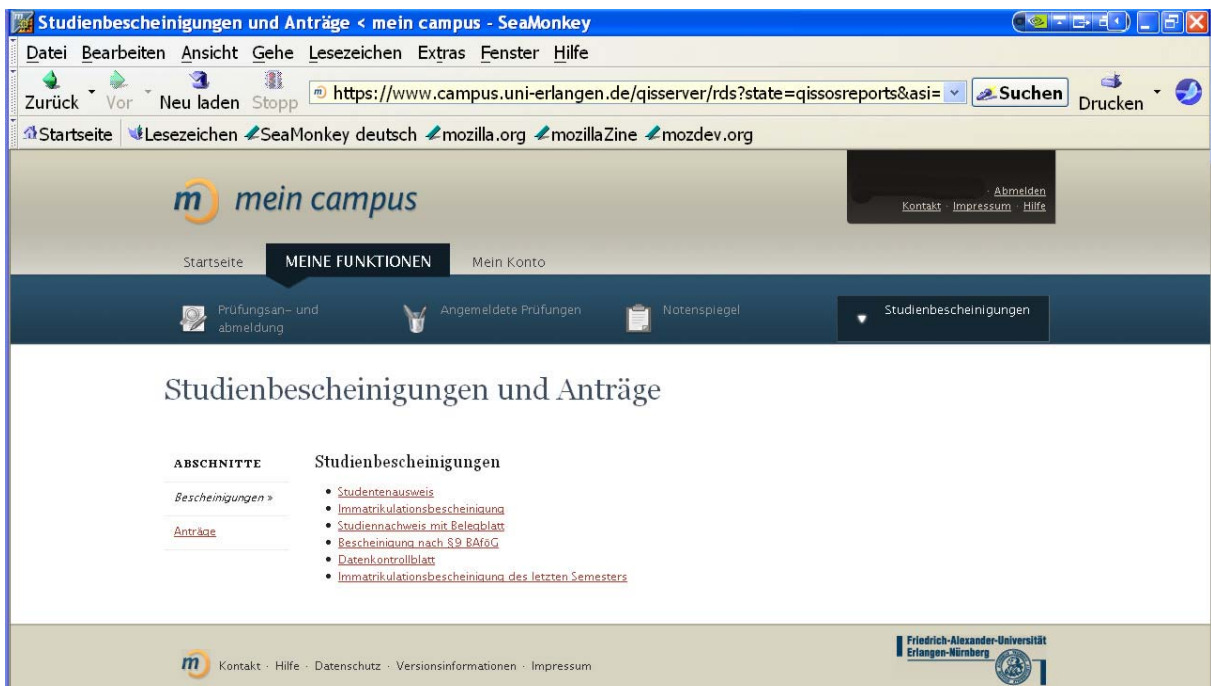 Studienbescheinigungen und Anträge < mein campus - SeaMonkey
Datei Bearbeiten Ansicht Gehe Lesezeichen Extras Fenster Hilfe
Zurück Vor Neu laden Stopp https://www.campus.uni-erlangen.de/qisserver/rds?state=qissosreports&asi= Suchen Drucken
Startseite Lesezeichen SeaMonkey deutsch mozilla.org mozillaZine mozdev.org
m mein campus
· Abmelden
Kontakt · Impressum · Hilfe
Startseite MEINE FUNKTIONEN Mein Konto
Prüfungsan- und
abmeldung
Angemeldete Prüfungen
Notenspiegel
Studienbescheinigungen
Studienbescheinigungen und Anträge
ABSCHNITTE
Bescheinigungen »
Anträge
Studienbescheinigungen
• Studentenausweis
• Immatrikulationsbescheinigung
• Studiennachweis mit Belegblatt
• Bescheinigung nach §9 BAföG
• Datenkontrollblatt
• Immatrikulationsbescheinigung des letzten Semesters
m Kontakt · Hilfe · Datenschutz · Versionsinformationen · Impressum
Friedrich-Alexander-Universität
Erlangen-Nürnberg